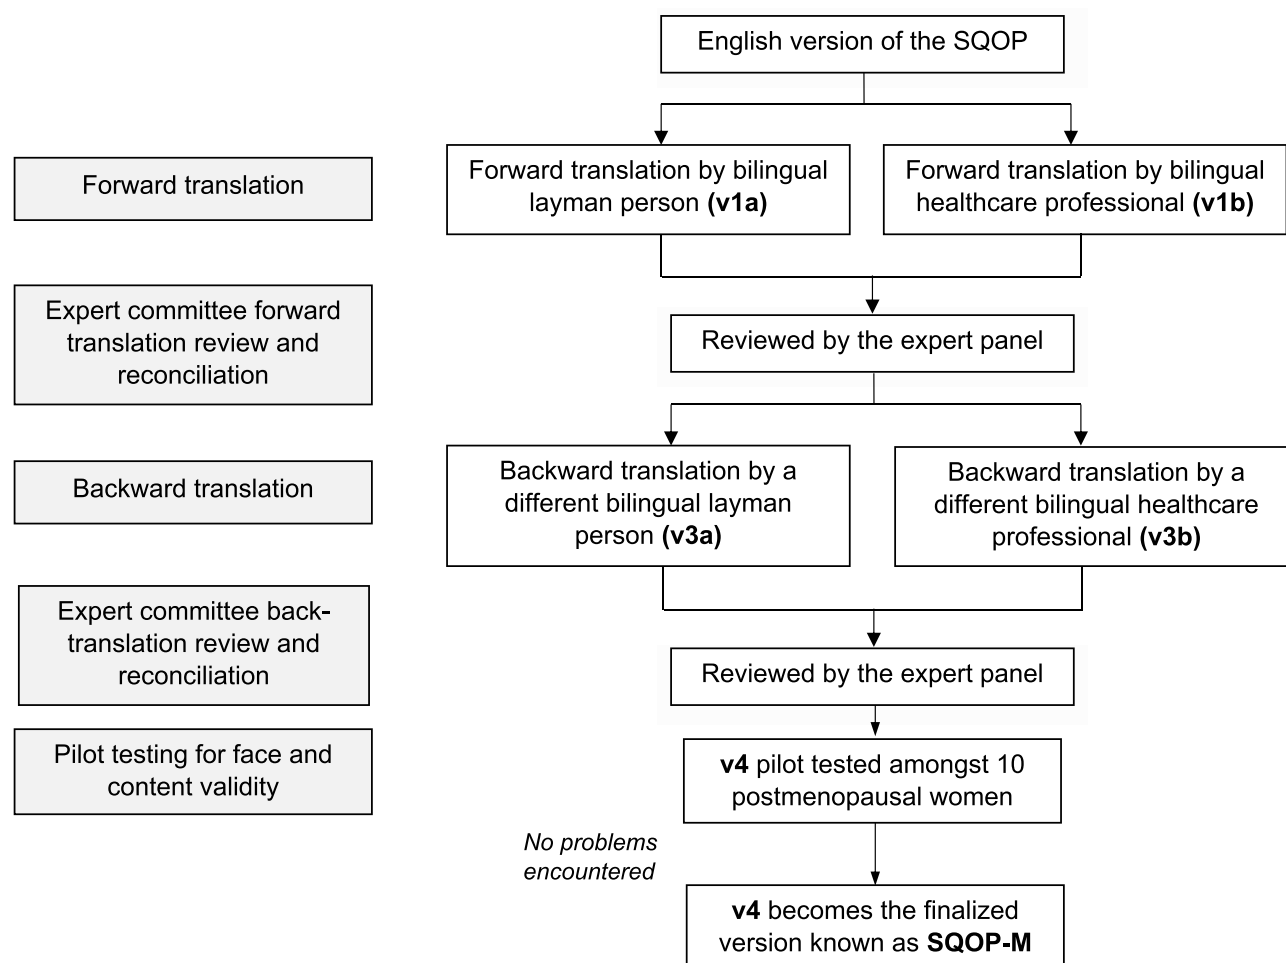 English version of the SQOP
Forward translation
Forward translation by bilingual
layman person (v1a)
Forward translation by bilingual
healthcare professional (v1b)
Expert committee forward
translation review and
reconciliation
Reviewed by the expert panel
Backward translation
Backward translation by a
different bilingual layman
person (v3a)
Backward translation by a
different bilingual healthcare
professional (v3b)
Expert committee back-
translation review and
reconciliation
Reviewed by the expert panel
Pilot testing for face and
content validity
v4 pilot tested amongst 10
postmenopausal women
No problems
encountered
v4 becomes the finalized
version known as SQOP-M